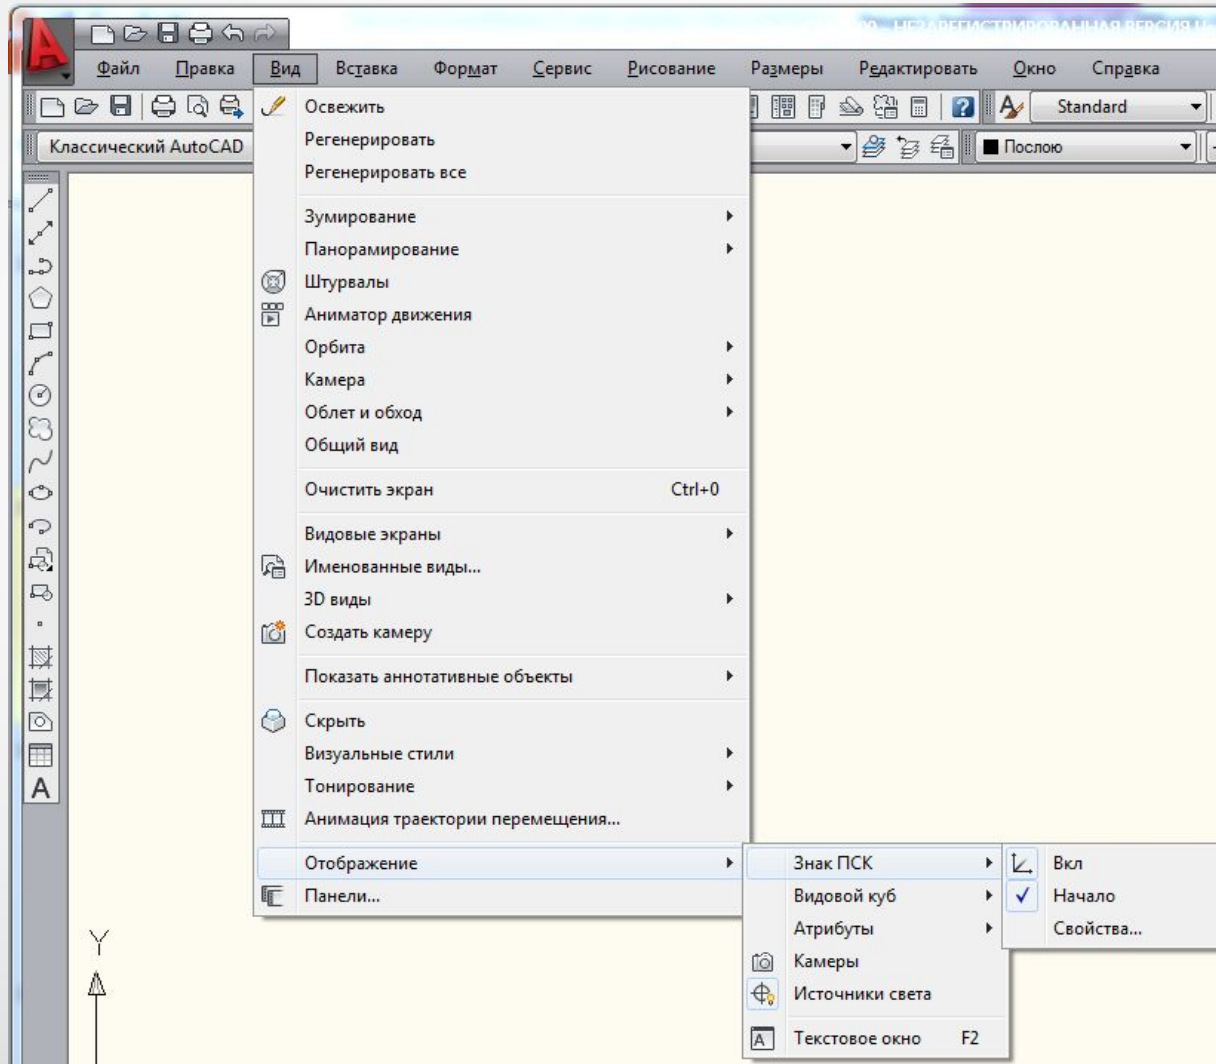 НЕЗАРЕГИСТРИРОВАННАЯ ВЕРСИЯ
Файл Правка Вид Вставка Формат Сервис Рисование Размеры Редактировать Окно Справка
Standard
Классический AutoCAD
Послою
Освежить
Регенерировать
Регенерировать все
Зумирование
Панорамирование
Штурвалы
Аниматор движения
Орбита
Камера
Облет и обход
Общий вид
Очистить экран Ctrl+0
Видовые экраны
Именованные виды...
3D виды
Создать камеру
Показать аннотативные объекты
Скрыть
Визуальные стили
Тонирование
Анимация траектории перемещения...
Отображение
Панели...
Знак ПСК
Видовой куб
Атрибуты
Камеры
Источники света
Текстовое окно F2
Вкл
Начало
Свойства...
A
Y